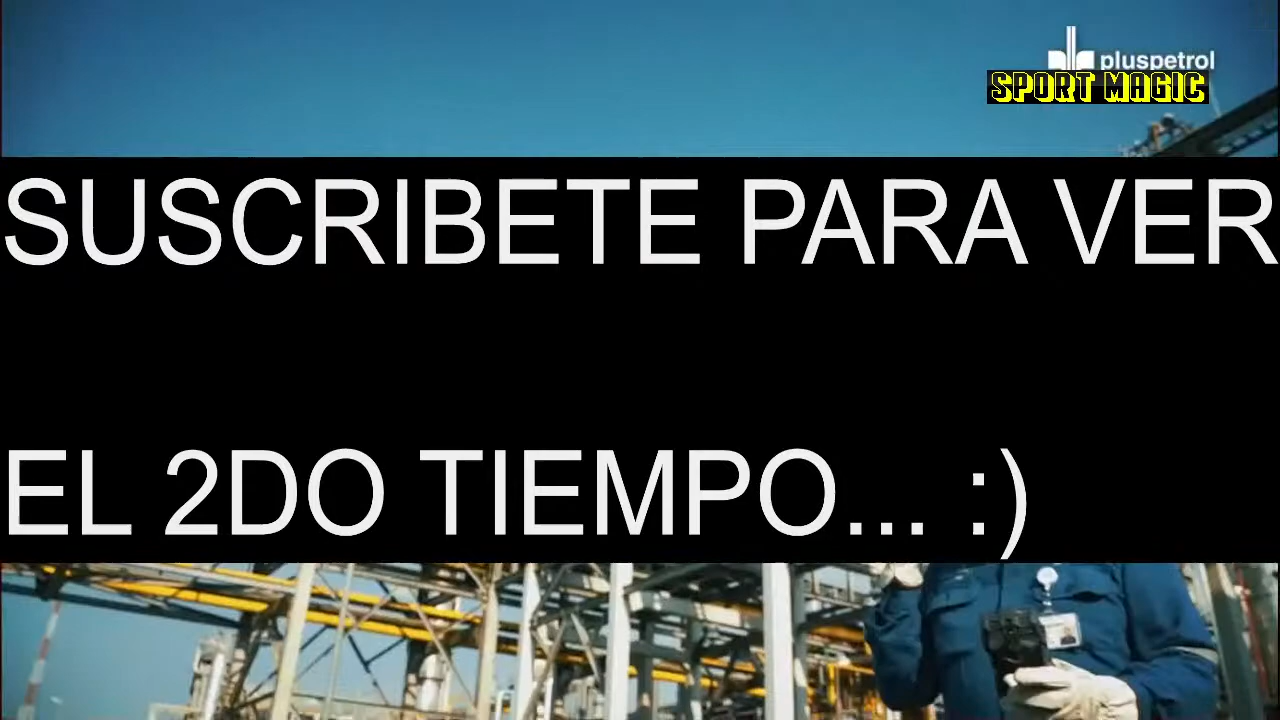 pluspetrol
SPORT MAGIC
SUSCRIBETE PARA VER
EL 2DO TIEMPO... :)